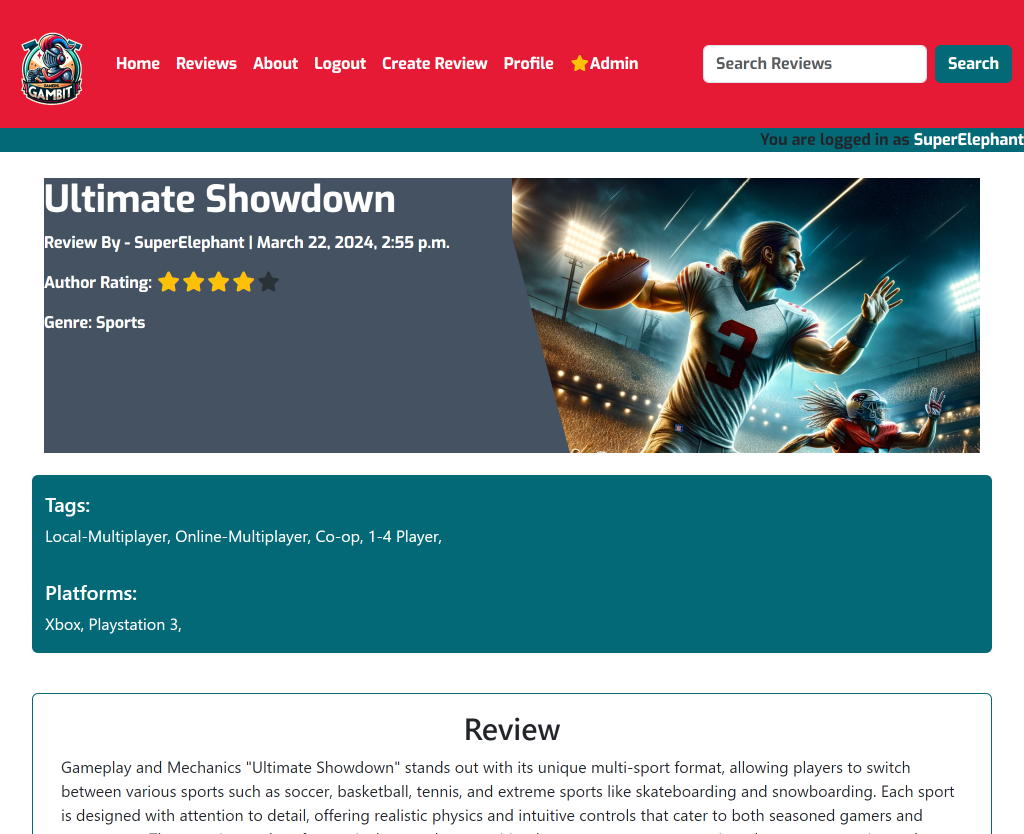 GAMBIT
Home Reviews About Logout Create Review Profile Admin
Search Reviews
Search
You are logged in as SuperElephant
Ultimate Showdown
Review By - SuperElephant | March 22, 2024, 2:55 p.m.
Author Rating:
Genre: Sports
3
Tags:
Local-Multiplayer, Online-Multiplayer, Co-op, 1-4 Player,
Platforms:
Xbox, Playstation 3,
Review
Gameplay and Mechanics "Ultimate Showdown" stands out with its unique multi-sport format, allowing players to switch
between various sports such as soccer, basketball, tennis, and extreme sports like skateboarding and snowboarding. Each sport
is designed with attention to detail, offering realistic physics and intuitive controls that cater to both seasoned gamers and